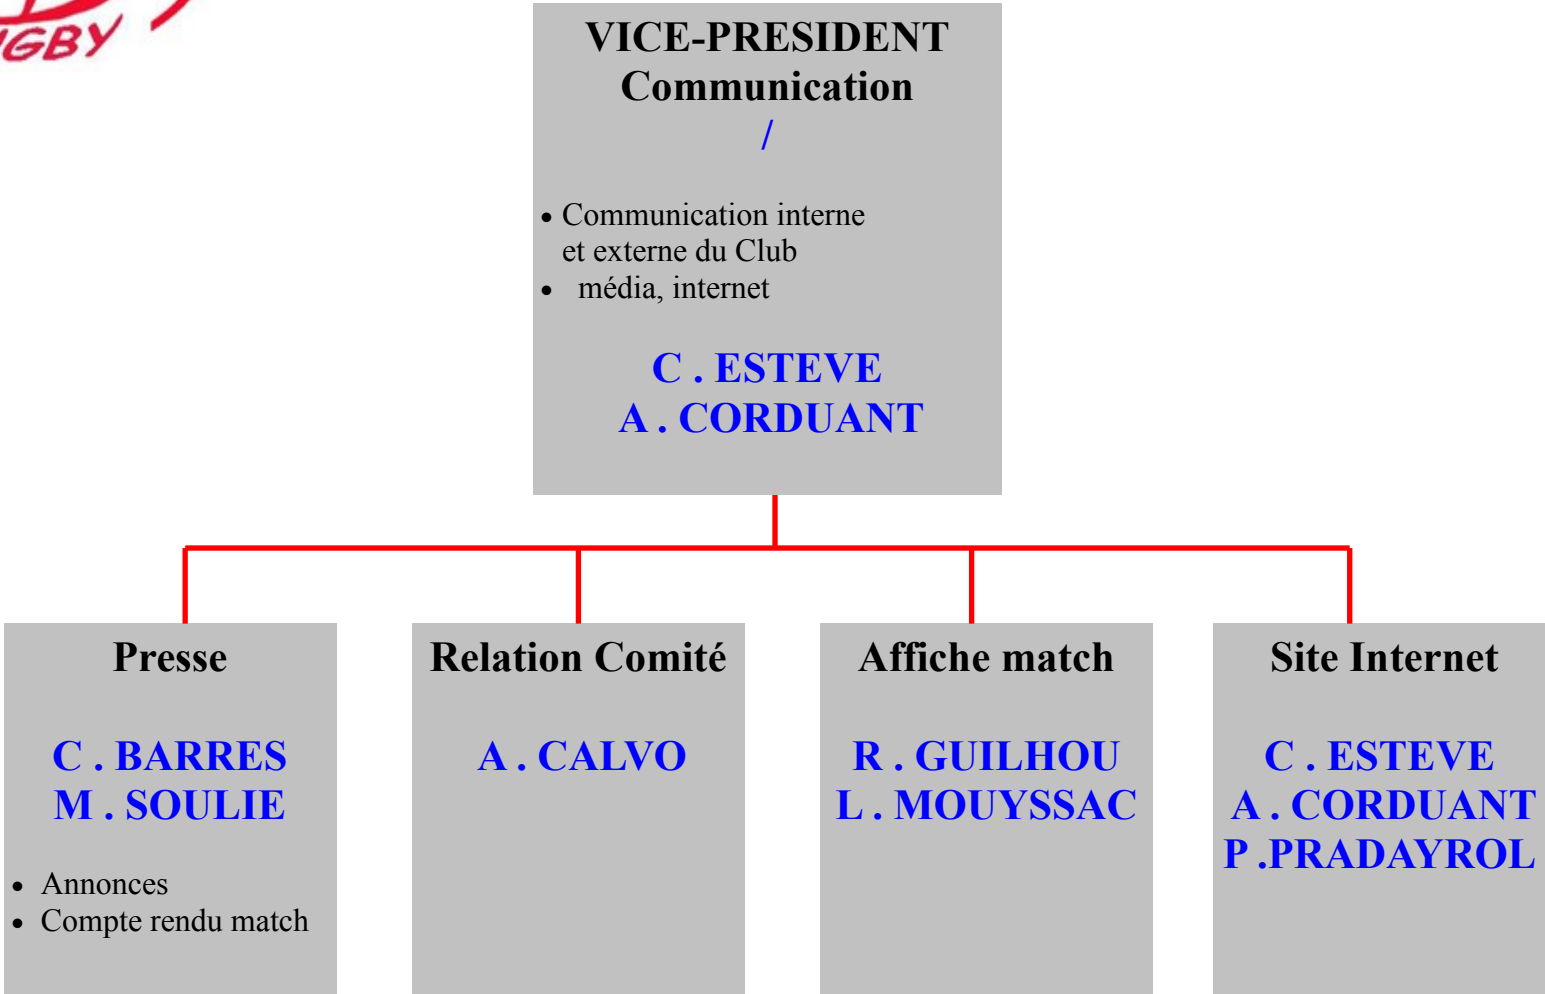 RUGBY
VICE-PRESIDENT
Communication
/
• Communication interne
et externe du Club
• média, internet
C . ESTEVE
A . CORDUANT
Presse
C . BARRES
M . SOULIE
• Annonces
• Compte rendu match
Relation Comité
A . CALVO
Affiche match
R . GUILHOU
L . MOUYSSAC
Site Internet
C . ESTEVE
A . CORDUANT
P .PRADAYROL